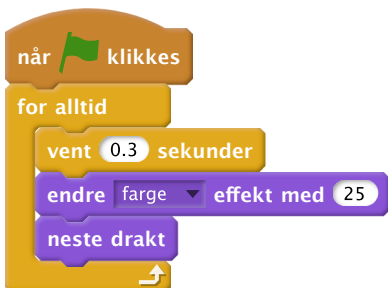 når klikkes
for alltid
vent 0.3 sekunder
endre farge effekt med 25
neste drakt